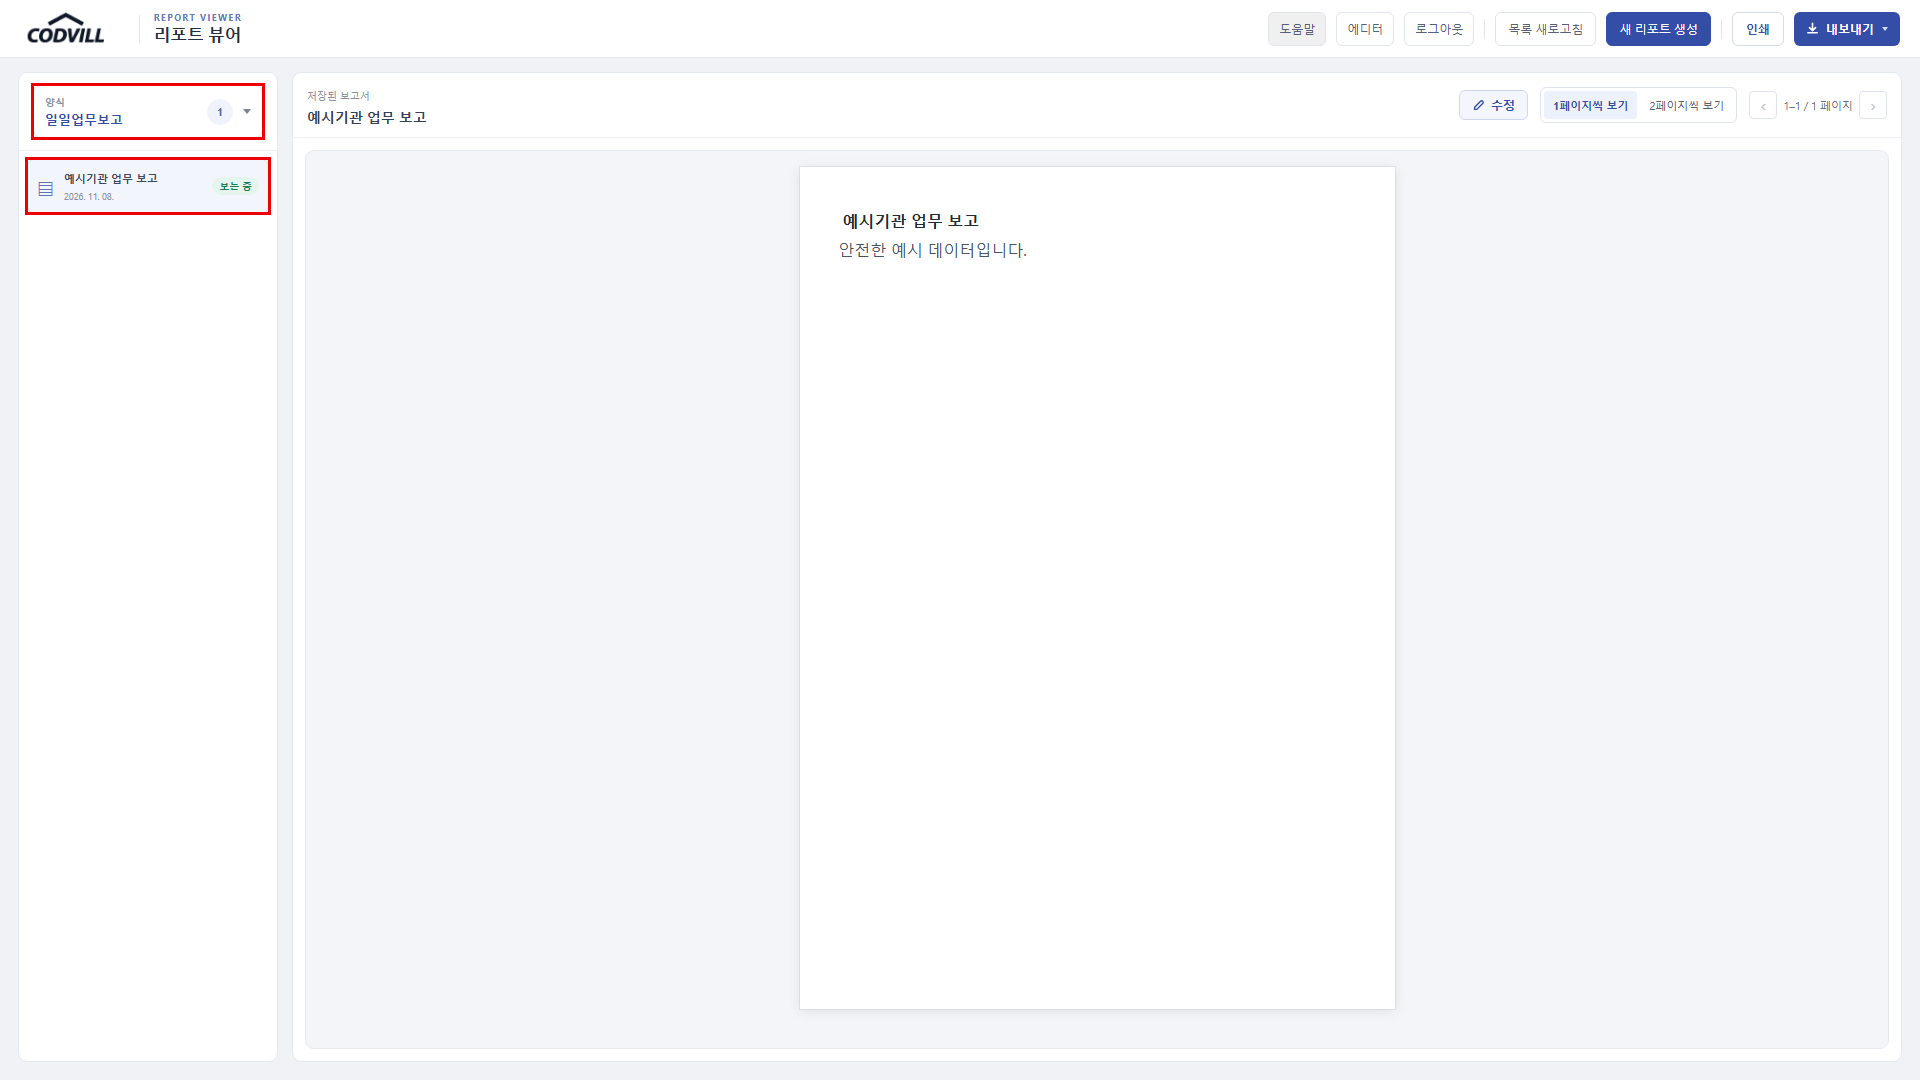 CODVILL
REPORT VIEWER
리포트 뷰어
도움말
에디터
로그아웃
목록 새로고침
새 리포트 생성
인쇄
내보내기
양식
일일업무보고
1
예시기관 업무 보고
2026. 11. 08.
보는 중
저장된 보고서
예시기관 업무 보고
수정
1페이지씩 보기
2페이지씩 보기
1–1 / 1 페이지
예시기관 업무 보고
안전한 예시 데이터입니다.